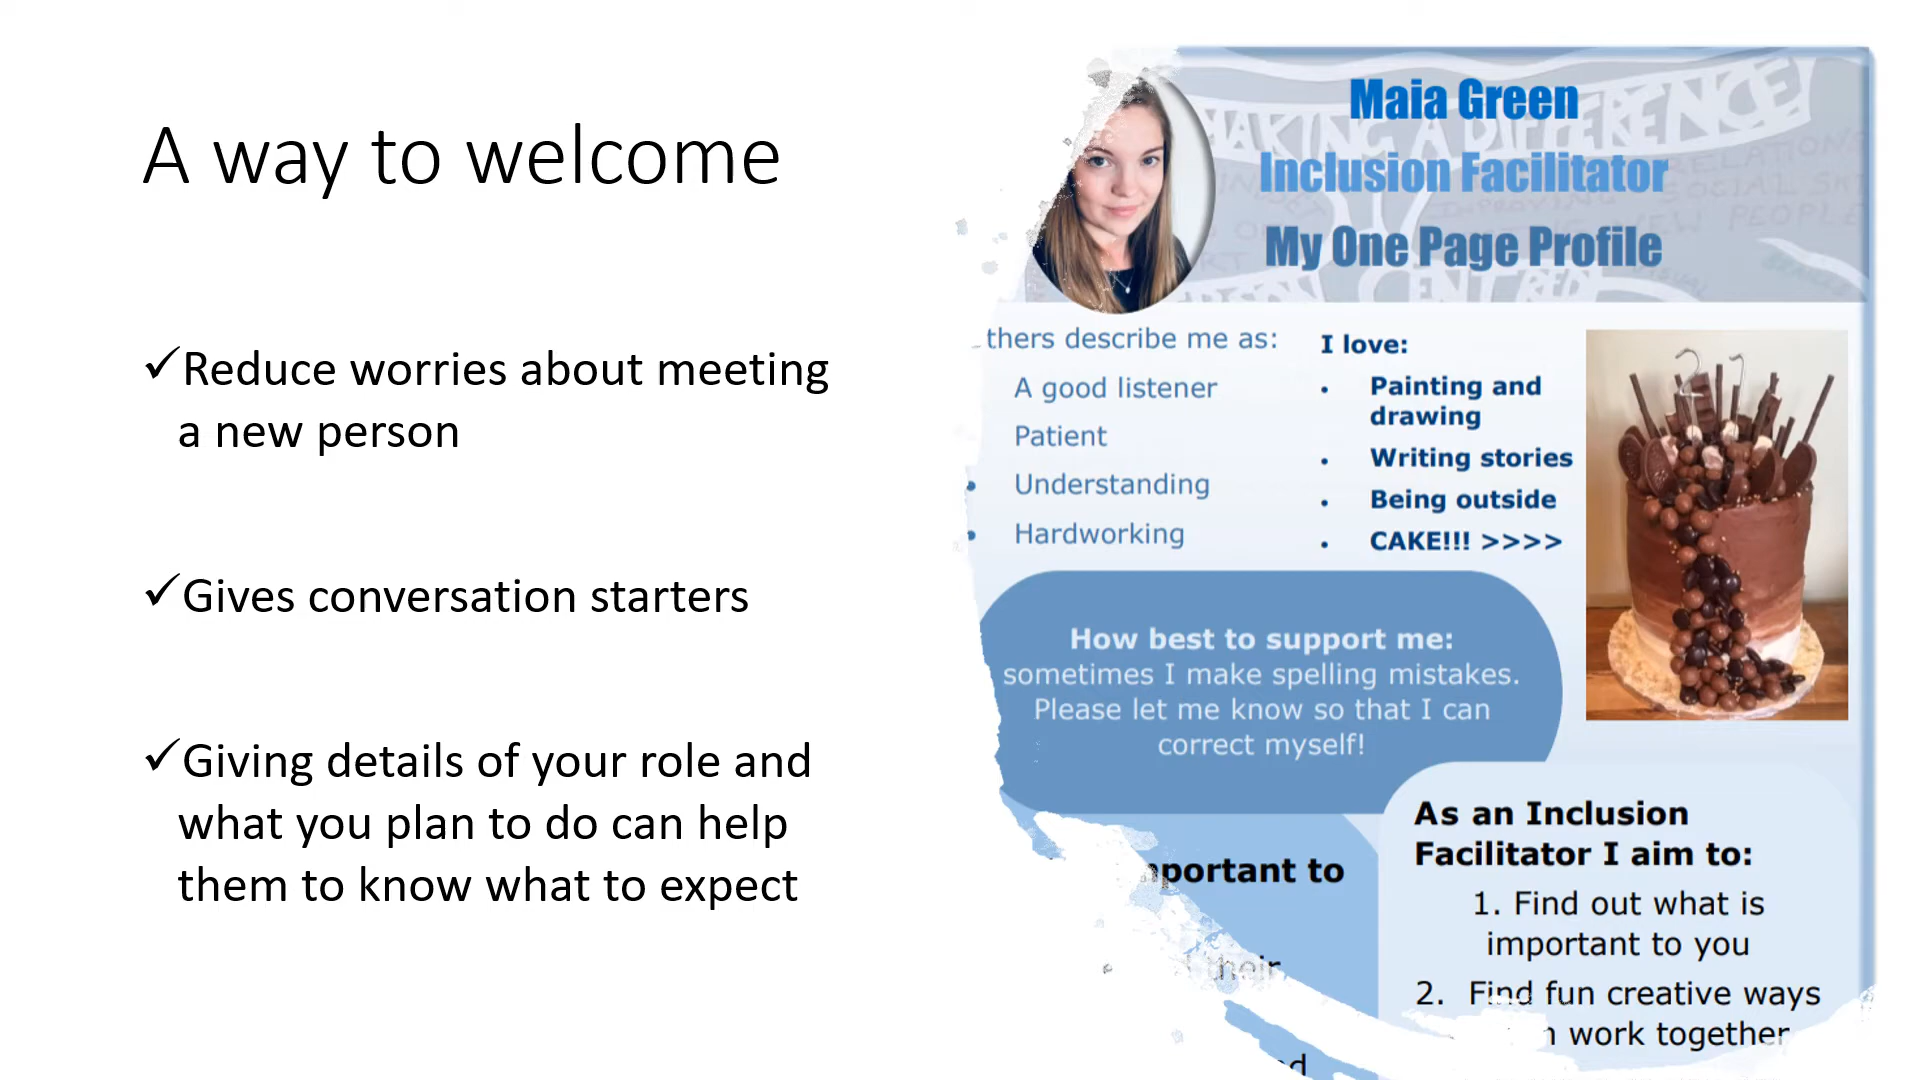 A way to welcome
✓Reduce worries about meeting
a new person
✓Gives conversation starters
✓Giving details of your role and
what you plan to do can help
them to know what to expect
MAKING A DIFFERENCE
Maia Green
Inclusion Facilitator
My One Page Profile
thers describe me as:
A good listener
Patient
• Understanding
• Hardworking
I love:
• Painting and
drawing
• Writing stories
• Being outside
• CAKE!!! >>>>
How best to support me:
sometimes I make spelling mistakes.
Please let me know so that I can
correct myself!
portant to
their
As an Inclusion
Facilitator I aim to:
1. Find out what is
important to you
2. Find fun creative ways
work together